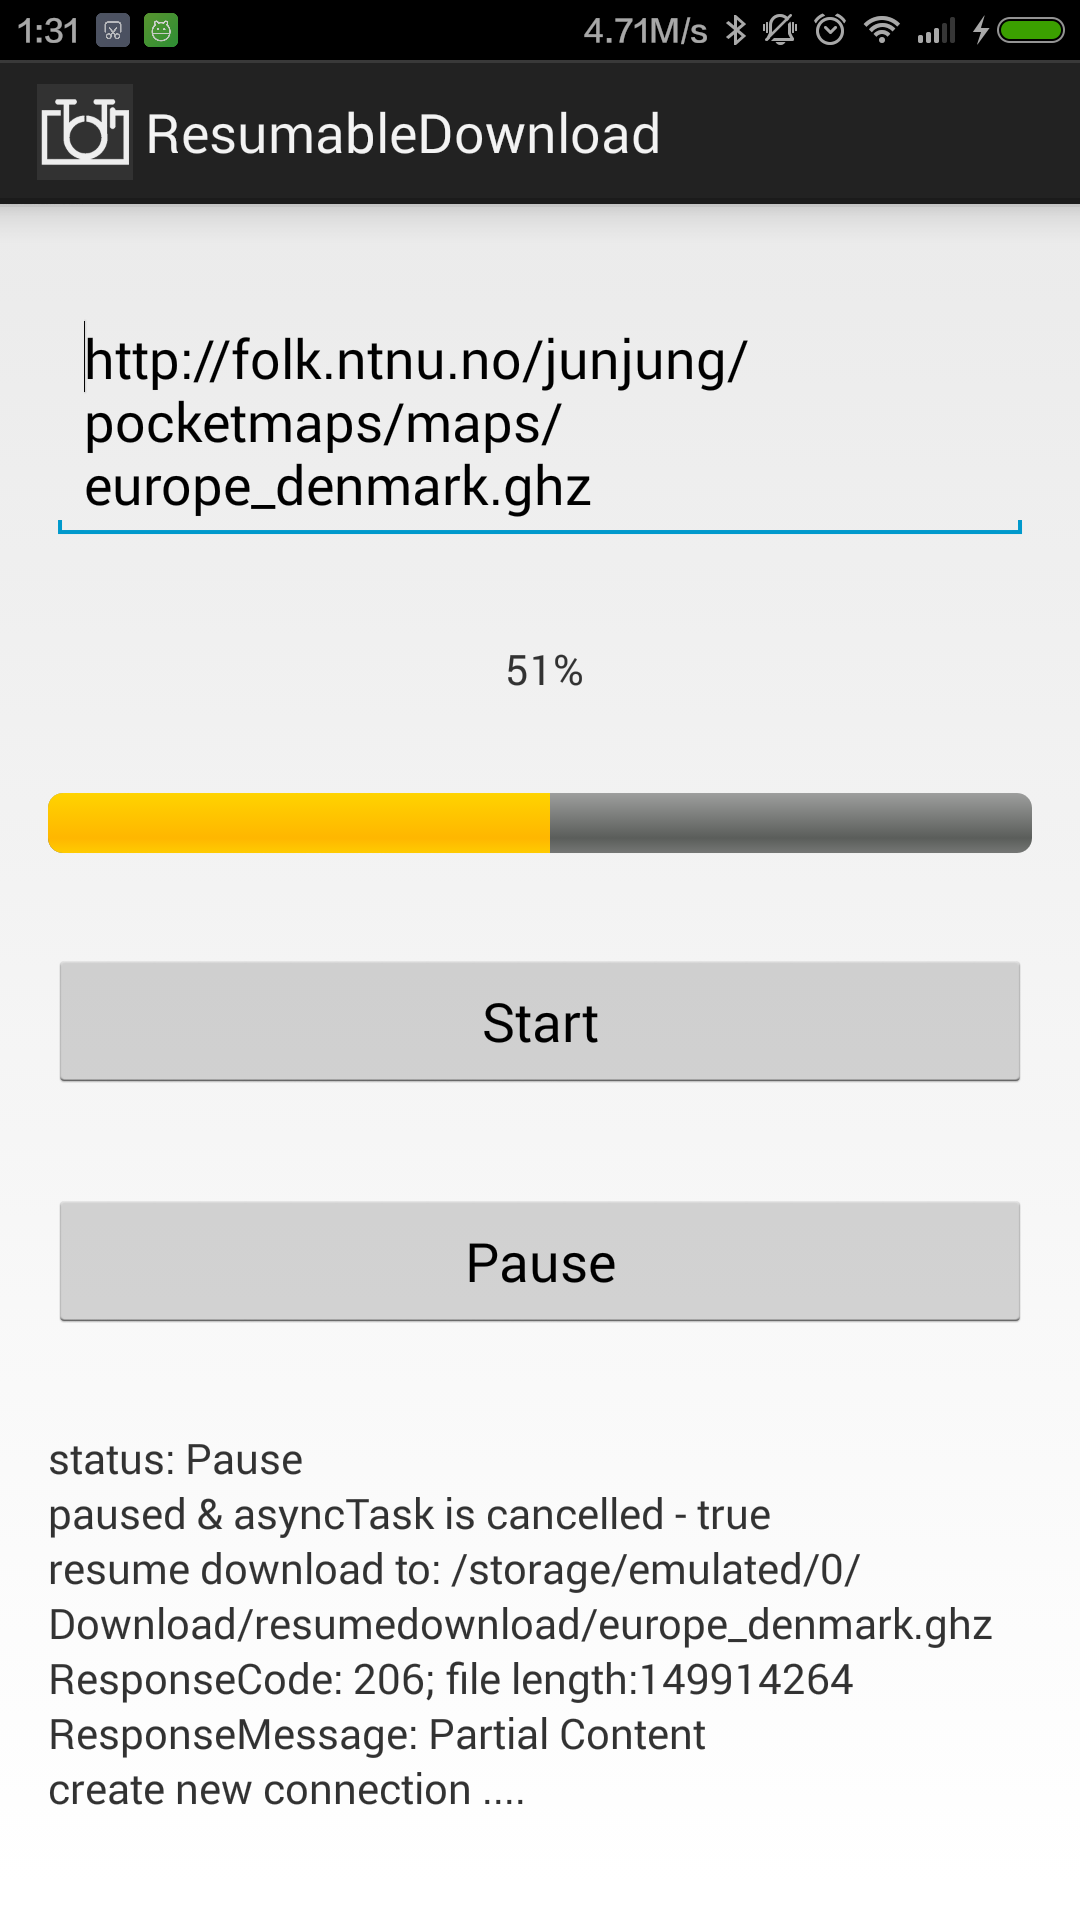 1:31 4.71M/s
ResumableDownload
http://folk.ntnu.no/junjung/
pocketmaps/maps/
europe_denmark.ghz
51%
Start
Pause
status: Pause
paused & asyncTask is cancelled - true
resume download to: /storage/emulated/0/
Download/resumedownload/europe_denmark.ghz
ResponseCode: 206; file length:149914264
ResponseMessage: Partial Content
create new connection ....